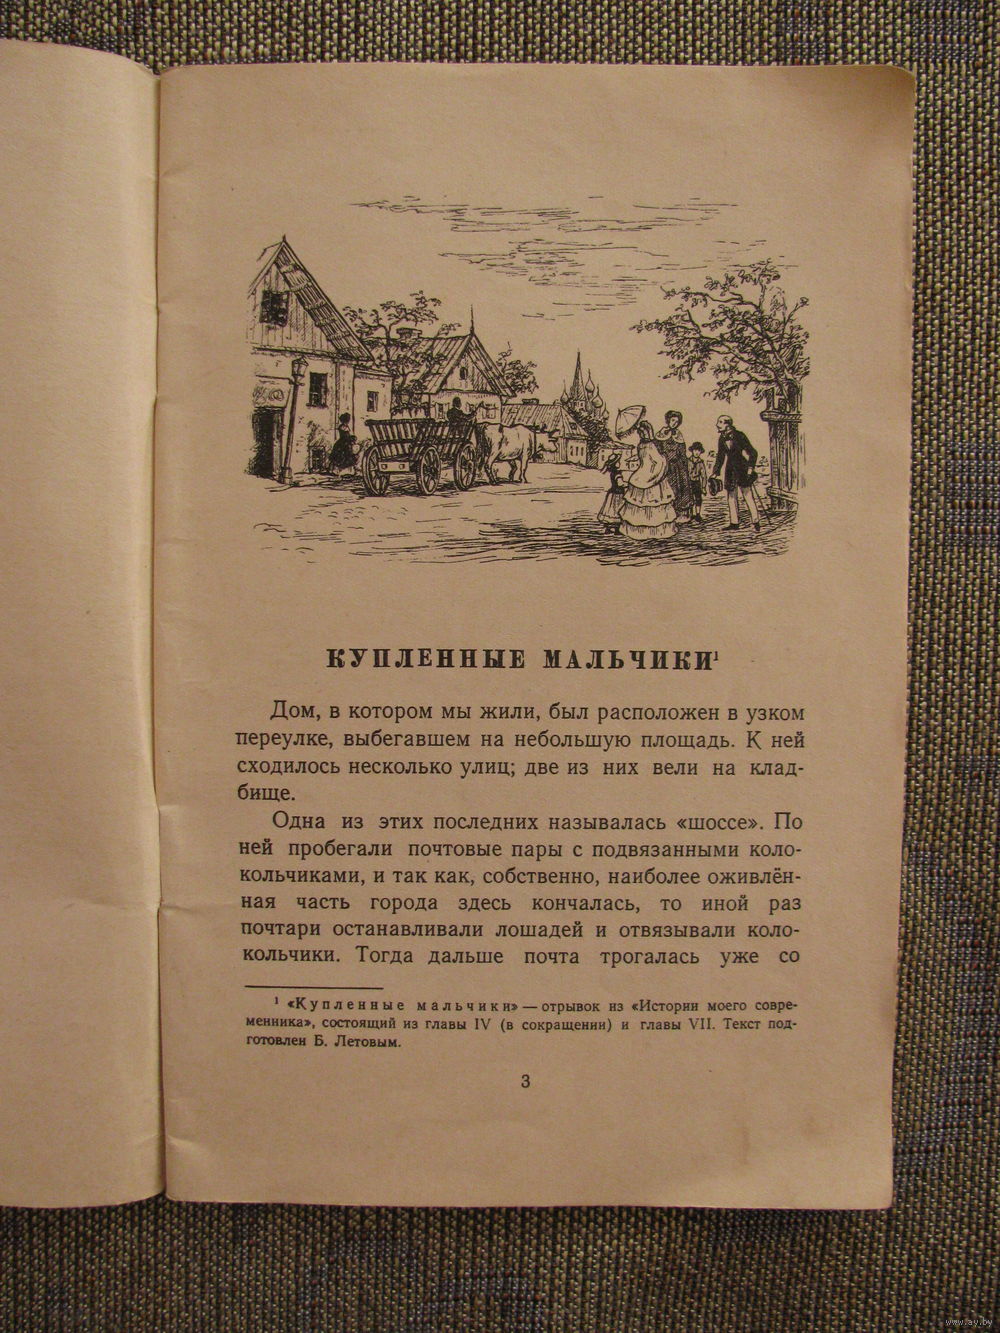 КУПЛЕННЫЕ МАЛЬЧИКИ¹
Дом, в котором мы жили, был расположен в узком
переулке, выбегавшем на небольшую площадь. К ней
сходилось несколько улиц; две из них вели на клад-
бище.
Одна из этих последних называлась «шоссе». По
ней пробегали почтовые пары с подвязанными коло-
кольчиками, и так как, собственно, наиболее оживлён-
ная часть города здесь кончалась, то иной раз
почтари останавливали лошадей и отвязывали коло-
кольчики. Тогда дальше почта трогалась уже со
¹ «Купленные мальчики» — отрывок из «Истории моего совре-
менника», состоящий из главы IV (в сокращении) и главы VII. Текст под-
готовлен Б. Летовым.
3
www.ay.by